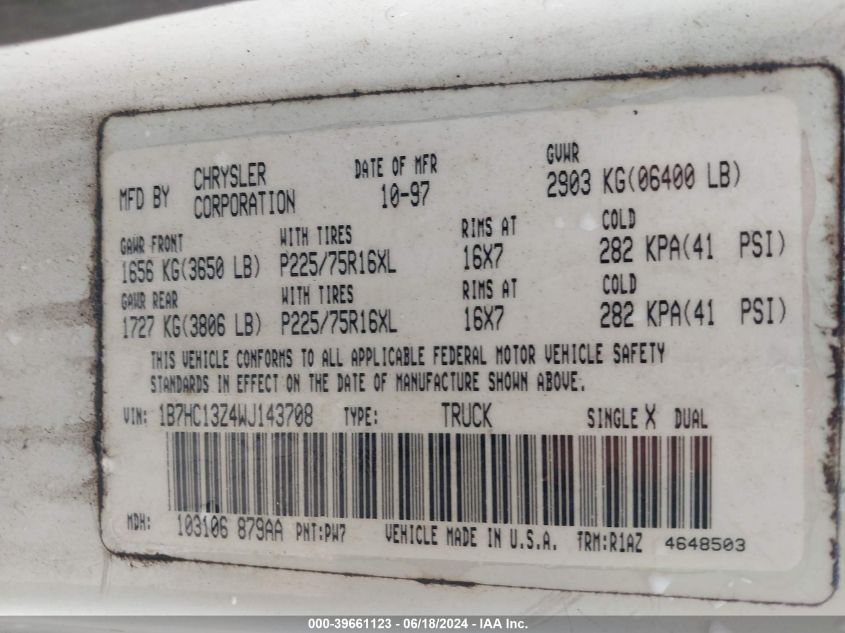 MFD BY CHRYSLER CORPORATION DATE OF MFR 10-97 GVWR 2903 KG(06400 LB)
GAWR FRONT WITH TIRES RIMS AT COLD
1656 KG(3650 LB) P225/75R16XL 16X7 282 KPA(41 PSI)
GAWR REAR WITH TIRES RIMS AT COLD
1727 KG(3806 LB) P225/75R16XL 16X7 282 KPA(41 PSI)
THIS VEHICLE CONFORMS TO ALL APPLICABLE FEDERAL MOTOR VEHICLE SAFETY
STANDARDS IN EFFECT ON THE DATE OF MANUFACTURE SHOWN ABOVE.
VIN: 1B7HC13Z4WJ143708 TYPE: TRUCK SINGLE X DUAL
MDH: 103106 879AA PNT:PW7 VEHICLE MADE IN U.S.A. TRM:R1AZ 4648503
000-39661123 - 06/18/2024 - IAA Inc.